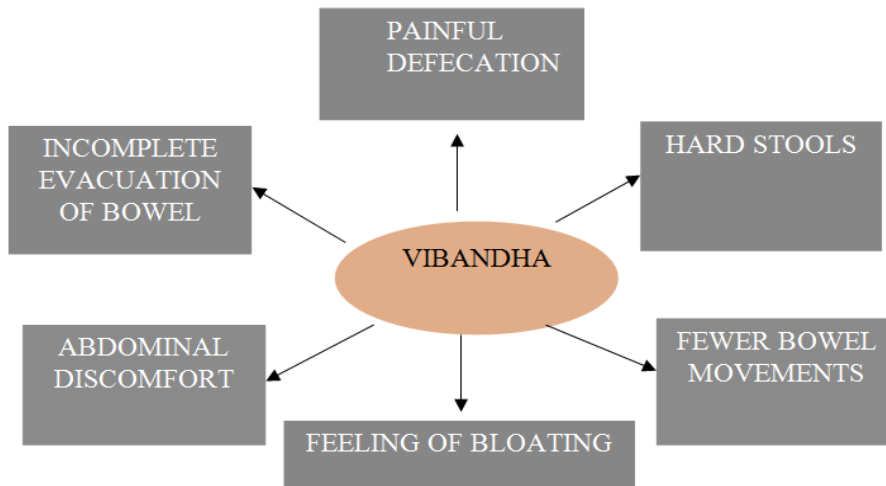 PAINFUL
DEFECATION
INCOMPLETE
EVACUATION
OF BOWEL
HARD STOOLS
VIBANDHA
ABDOMINAL
DISCOMFORT
FEWER BOWEL
MOVEMENTS
FEELING OF BLOATING